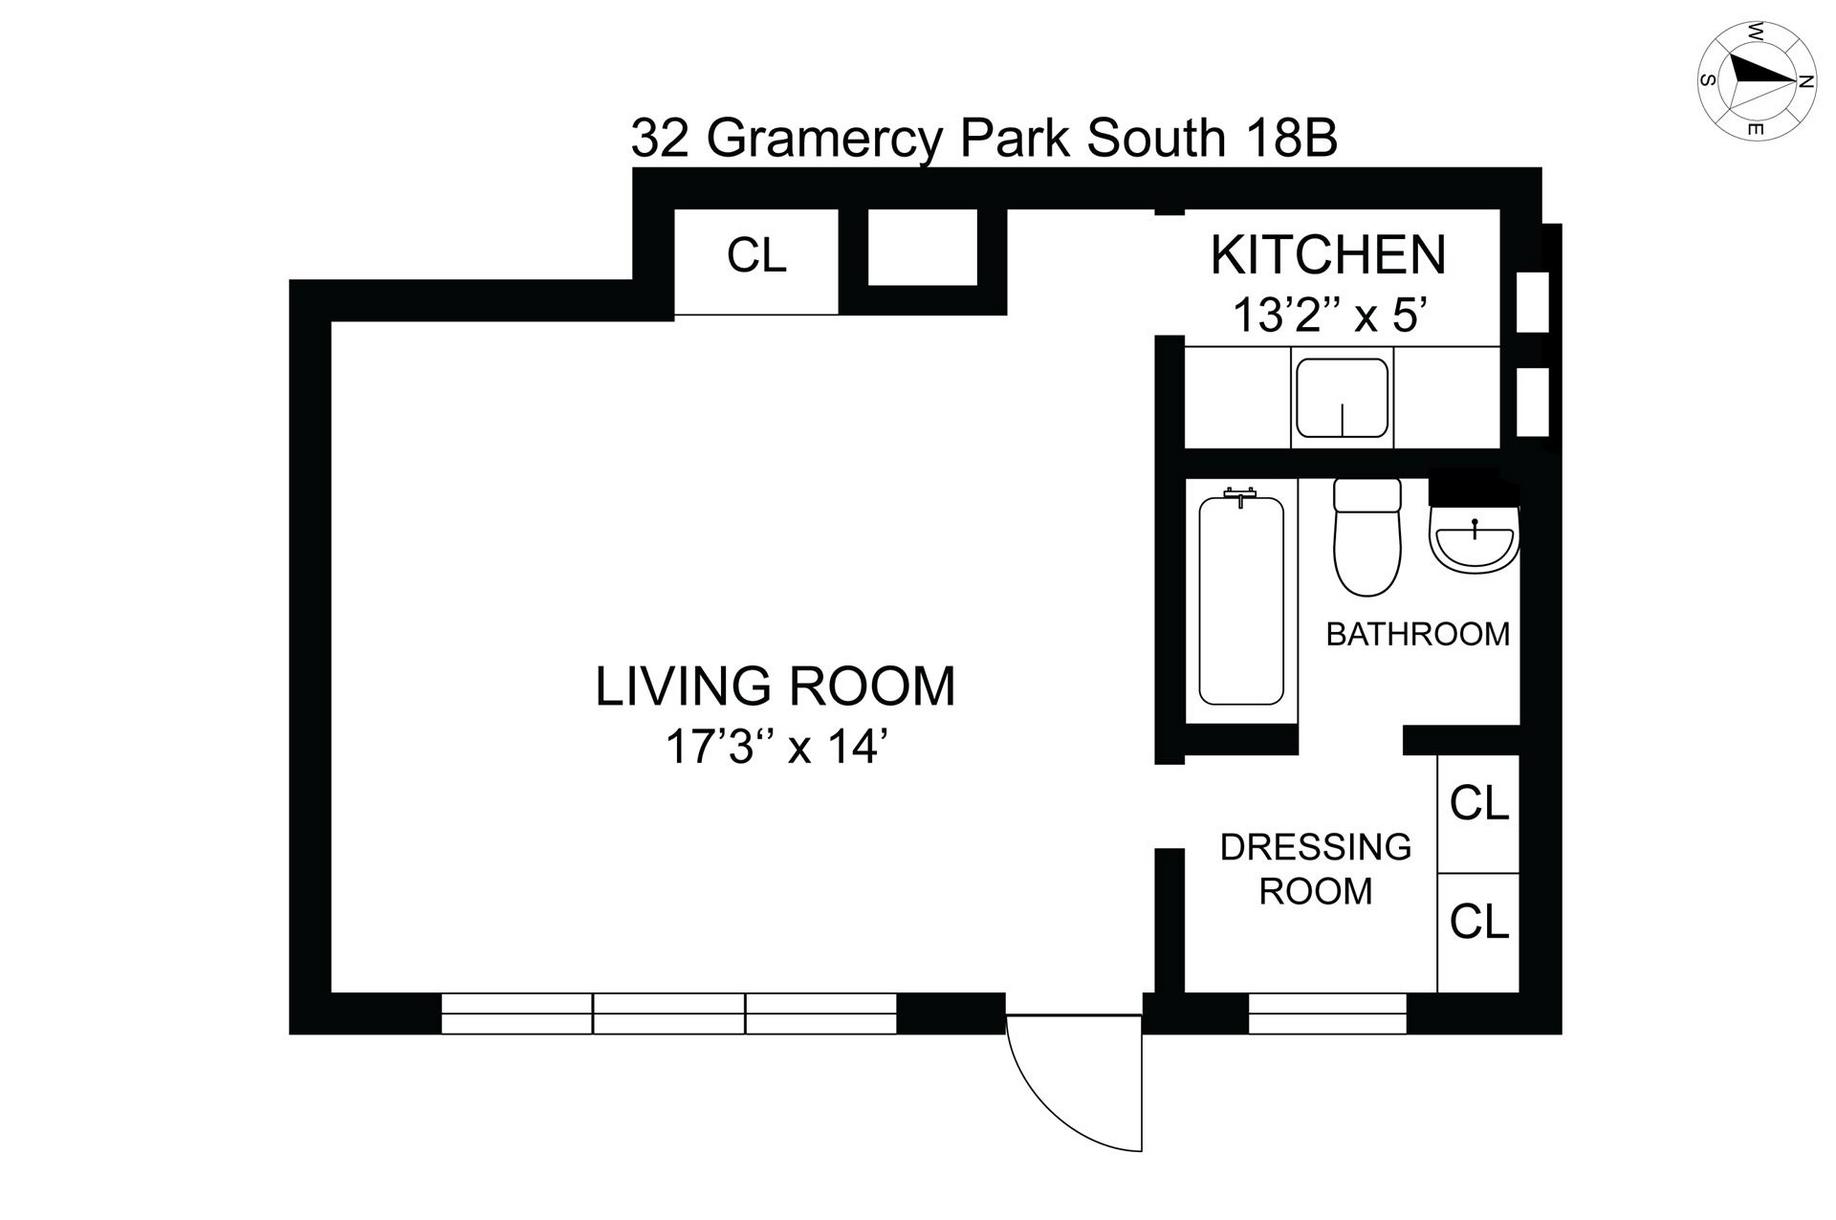 W
S
N
E
32 Gramercy Park South 18B
CL
KITCHEN
13’2’’ x 5’
BATHROOM
LIVING ROOM
17’3‘’ x 14’
CL
DRESSING
ROOM
CL